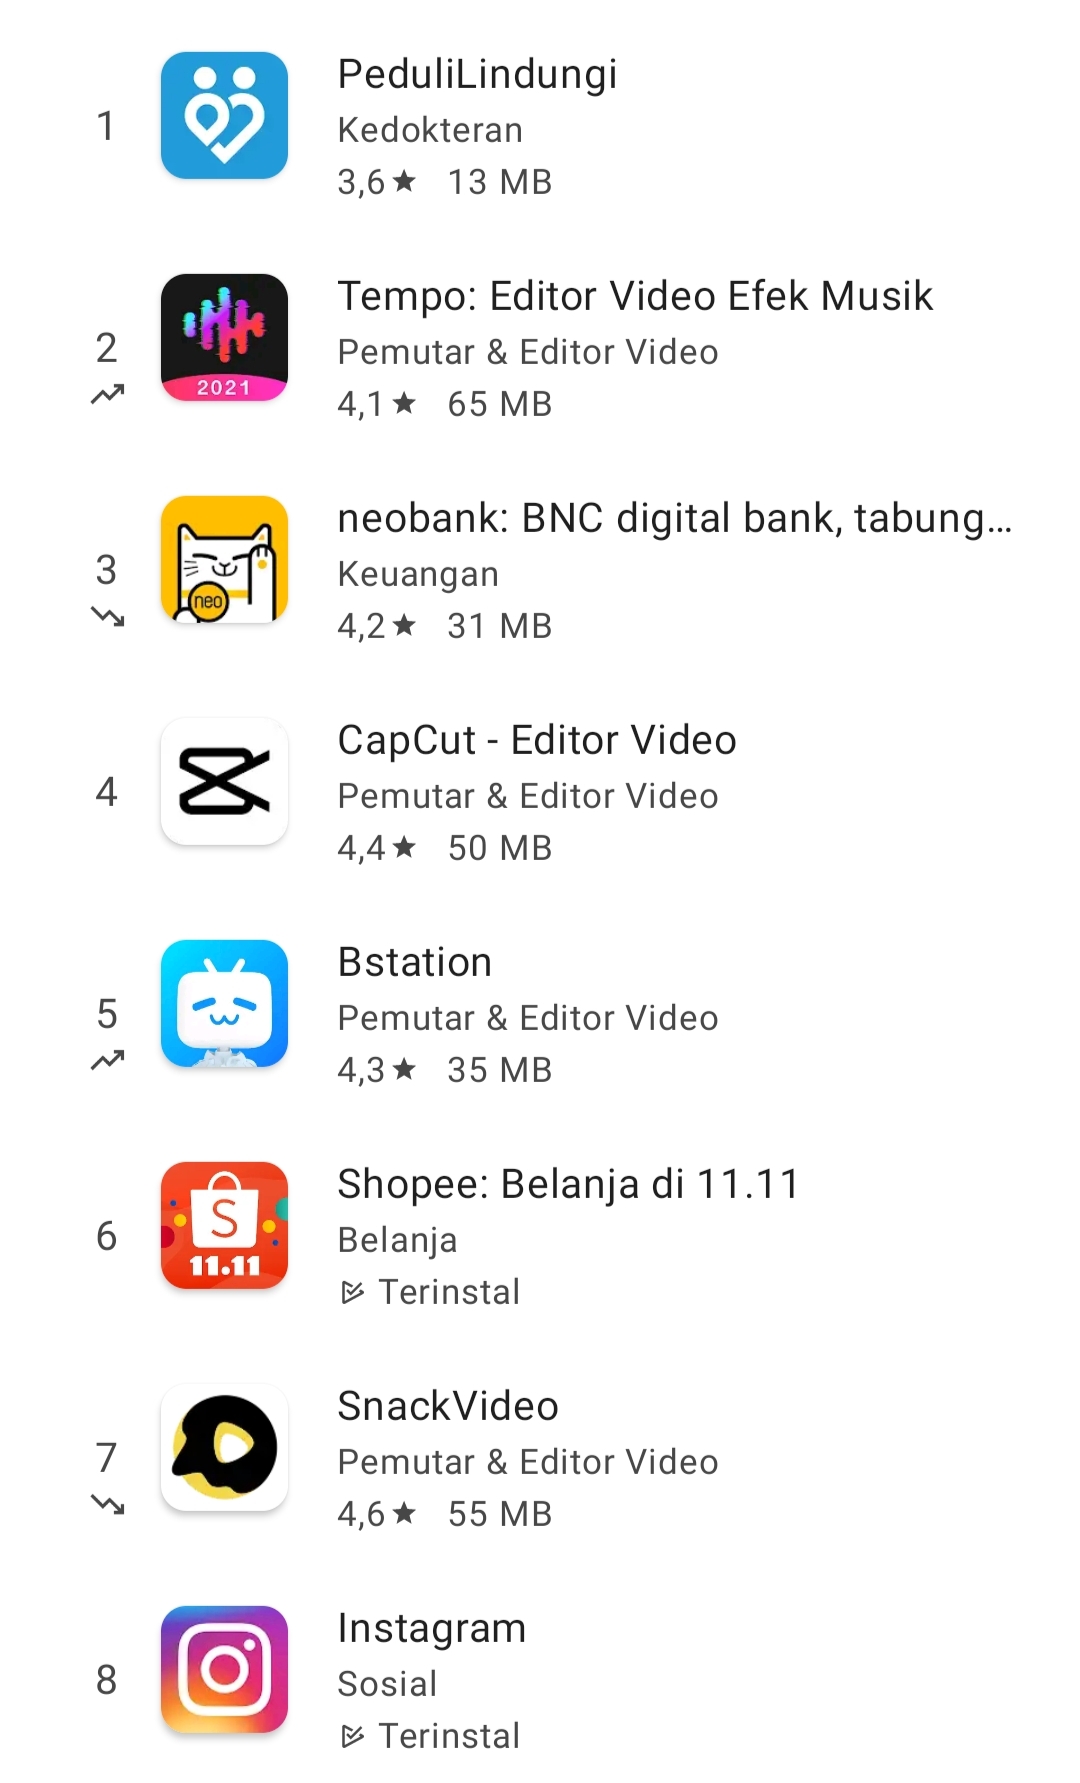 1
PeduliLindungi
Kedokteran
3,6★ 13 MB
2
2021
Tempo: Editor Video Efek Musik
Pemutar & Editor Video
4,1★ 65 MB
3
neo
neobank: BNC digital bank, tabung...
Keuangan
4,2★ 31 MB
4
CapCut - Editor Video
Pemutar & Editor Video
4,4★ 50 MB
5
Bstation
Pemutar & Editor Video
4,3★ 35 MB
6
S
11.11
Shopee: Belanja di 11.11
Belanja
Terinstal
7
SnackVideo
Pemutar & Editor Video
4,6★ 55 MB
8
Instagram
Sosial
Terinstal